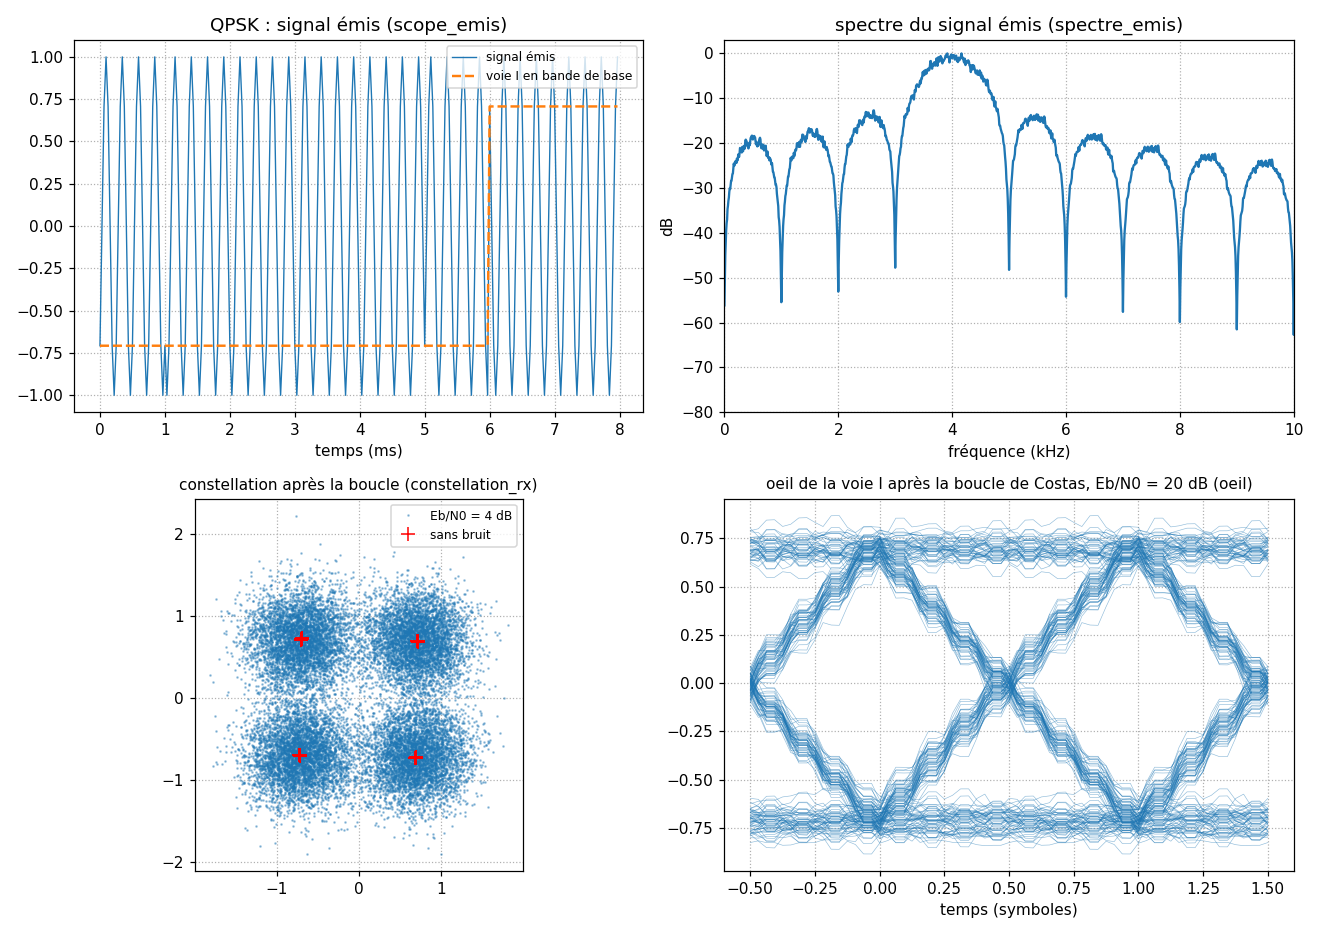 QPSK : signal émis (scope_emis)
1.00
0.75
0.50
0.25
0.00
−0.25
−0.50
−0.75
−1.00
signal émis
voie I en bande de base
0 1 2 3 4 5 6 7 8
temps (ms)
spectre du signal émis (spectre_emis)
dB
0
−10
−20
−30
−40
−50
−60
−70
−80
0 2 4 6 8 10
fréquence (kHz)
constellation après la boucle (constellation_rx)
2
1
0
−1
−2
Eb/N0 = 4 dB
sans bruit
−1 0 1
oeil de la voie I après la boucle de Costas, Eb/N0 = 20 dB (oeil)
0.75
0.50
0.25
0.00
−0.25
−0.50
−0.75
−0.50 −0.25 0.00 0.25 0.50 0.75 1.00 1.25 1.50
temps (symboles)